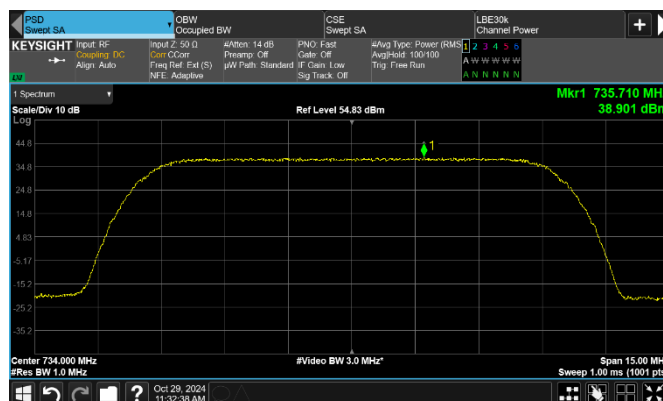 PSD
Swept SA
OBW
Occupied BW
CSE
Swept SA
LBE30k
Channel Power
KEYSIGHT
Input: RF
Coupling: DC
Align: Auto
Input Z: 50 Ω
Corr CCorr
Freq Ref: Ext (S)
NFE: Adaptive
#Atten: 14 dB
Preamp: Off
µW Path: Standard
PNO: Fast
Gate: Off
IF Gain: Low
Sig Track: Off
#Avg Type: Power (RMS
Avg|Hold: 100/100
Trig: Free Run
1 2 3 4 5 6
A W W W W W
A N N N N N
1 Spectrum
Scale/Div 10 dB
Ref Level 54.83 dBm
Mkr1 735.710 MH
38.901 dBm
Log
44.8
34.8
24.8
14.8
4.83
-5.17
-15.2
-25.2
-35.2
1
Center 734.000 MHz
#Res BW 1.0 MHz
#Video BW 3.0 MHz*
Span 15.00 MH
Sweep 1.00 ms (1001 pts
Oct 29, 2024
11:32:38 AM